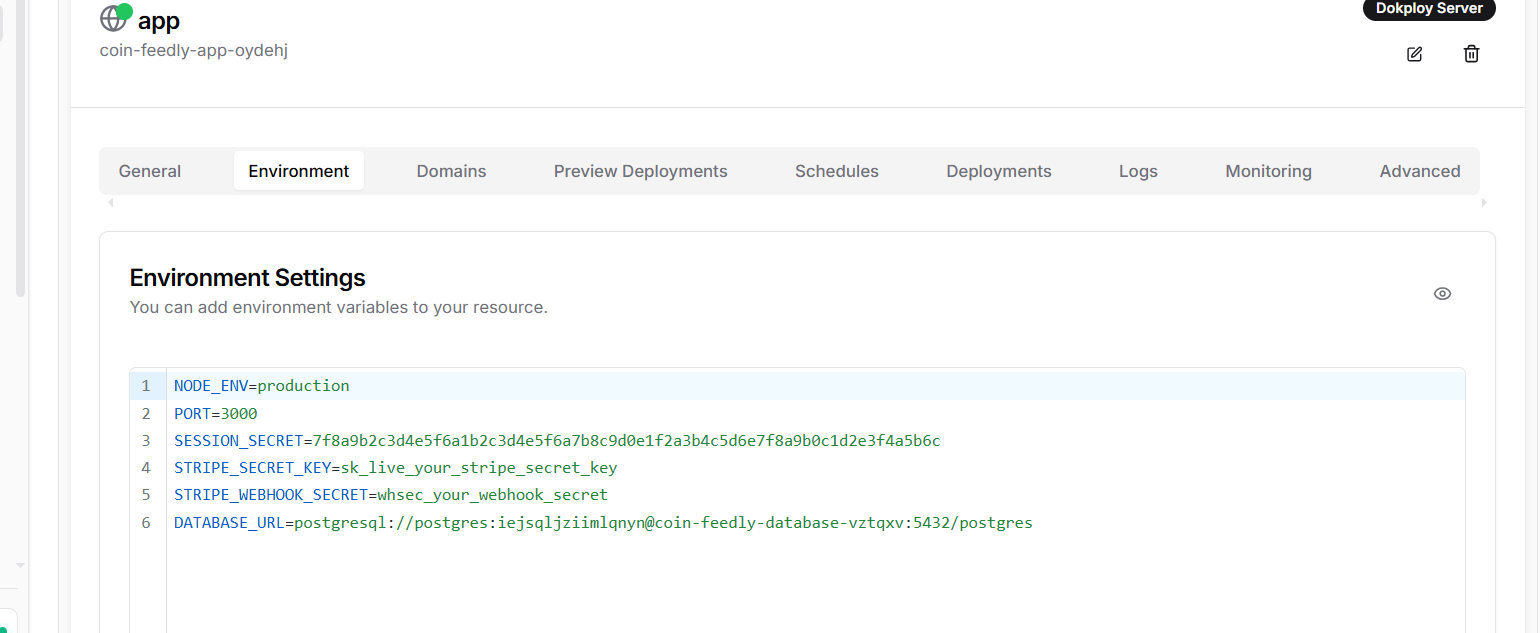 Dokploy Server
app
coin-feedly-app-oydehj
General Environment Domains Preview Deployments Schedules Deployments Logs Monitoring Advanced
Environment Settings
You can add environment variables to your resource.
1 NODE_ENV=production
2 PORT=3000
3 SESSION_SECRET=7f8a9b2c3d4e5f6a1b2c3d4e5f6a7b8c9d0e1f2a3b4c5d6e7f8a9b0c1d2e3f4a5b6c
4 STRIPE_SECRET_KEY=sk_live_your_stripe_secret_key
5 STRIPE_WEBHOOK_SECRET=whsec_your_webhook_secret
6 DATABASE_URL=postgresql://postgres:iejsqljziimlqnyn@coin-feedly-database-vztqxv:5432/postgres